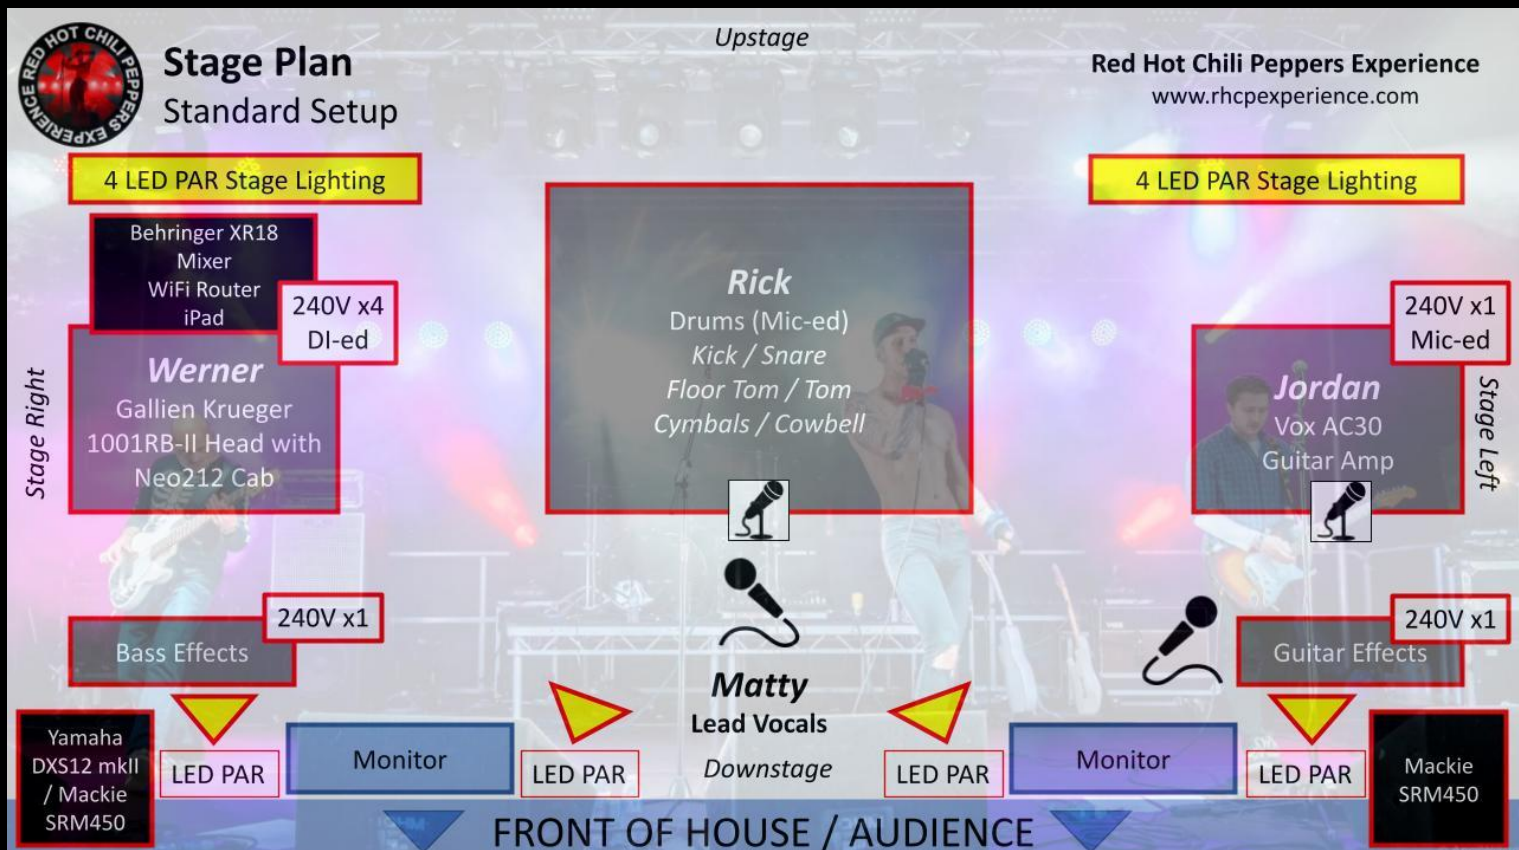 RED HOT CHILI PEPPERS EXPERIENCE
Stage Plan
Standard Setup
Upstage
Red Hot Chili Peppers Experience
www.rhcpexperience.com
4 LED PAR Stage Lighting
4 LED PAR Stage Lighting
Behringer XR18
Mixer
WiFi Router
iPad
240V x4
DI-ed
Stage Right
Werner
Gallien Krueger
1001RB-II Head with
Neo212 Cab
Rick
Drums (Mic-ed)
Kick / Snare
Floor Tom / Tom
Cymbals / Cowbell
240V x1
Mic-ed
Jordan
Vox AC30
Guitar Amp
Stage Left
240V x1
Bass Effects
240V x1
Guitar Effects
Matty
Lead Vocals
Downstage
Yamaha
DXS12 mkII
/ Mackie
SRM450
LED PAR
Monitor
LED PAR
LED PAR
Monitor
LED PAR
Mackie
SRM450
FRONT OF HOUSE / AUDIENCE